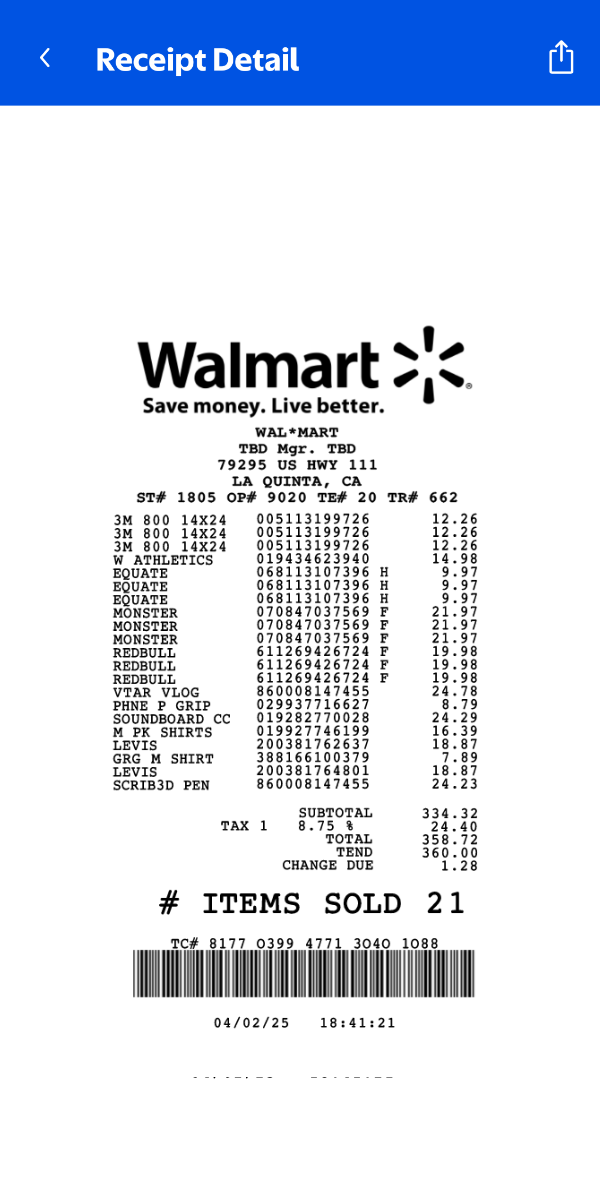 Receipt Detail
Walmart
Save money. Live better.
WAL*MART
TBD Mgr. TBD
79295 US HWY 111
LA QUINTA, CA
ST# 1805 OP# 9020 TE# 20 TR# 662
3M 800 14X24 005113199726 12.26
3M 800 14X24 005113199726 12.26
3M 800 14X24 005113199726 12.26
W ATHLETICS 019434623940 14.98
EQUATE 068113107396 H 9.97
EQUATE 068113107396 H 9.97
EQUATE 068113107396 H 9.97
MONSTER 070847037569 F 21.97
MONSTER 070847037569 F 21.97
MONSTER 070847037569 F 21.97
REDBULL 611269426724 F 19.98
REDBULL 611269426724 F 19.98
REDBULL 611269426724 F 19.98
VTAR VLOG 860008147455 24.78
PHNE P GRIP 029937716627 8.79
SOUNDBOARD CC 019282770028 24.29
M PK SHIRTS 019927746199 16.39
LEVIS 200381762637 18.87
GRG M SHIRT 388166100379 7.89
LEVIS 200381764801 18.87
SCRIB3D PEN 860008147455 24.23
SUBTOTAL 334.32
TAX 1 8.75 % 24.40
TOTAL 358.72
TEND 360.00
CHANGE DUE 1.28
# ITEMS SOLD 21
TC# 8177 0399 4771 3040 1088
04/02/25 18:41:21